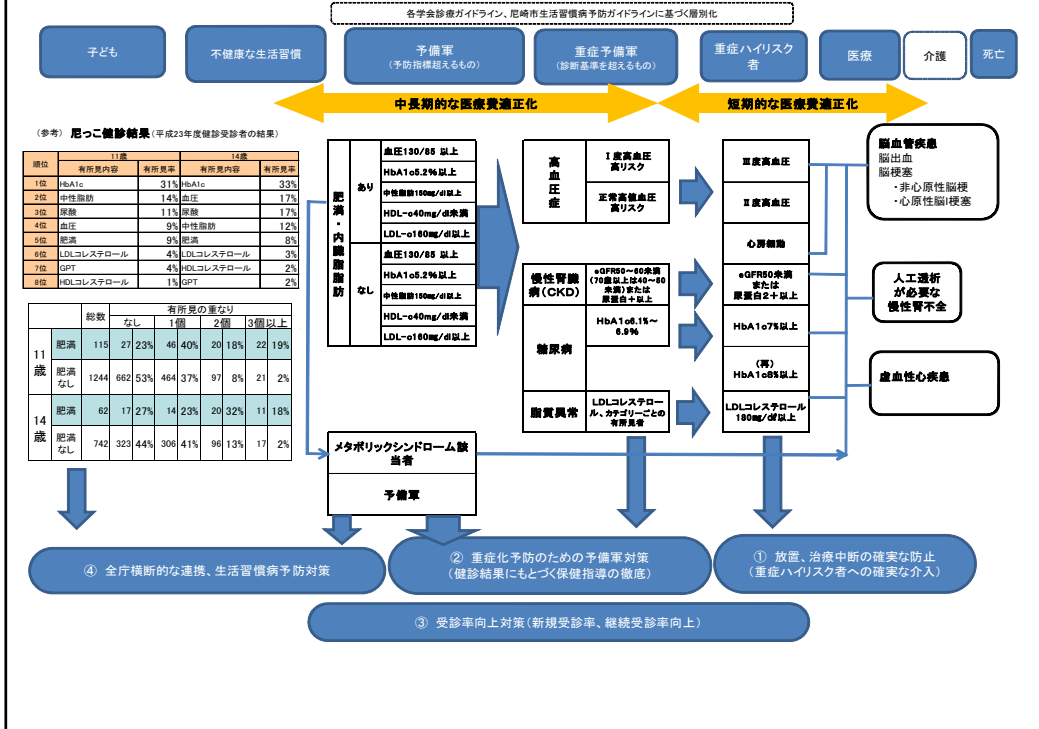 各学会診療ガイドライン、尼崎市生活習慣病予防ガイドラインに基づく層別化
子ども
不健康な生活習慣
予備軍
(予防指標超えるもの)
重症予備軍
(診断基準を超えるもの)
重症ハイリスク
者
医療
介護
死亡
中長期的な医療費適正化
短期的な医療費適正化
(参考) 尼っこ健診結果(平成23年度健診受診者の結果)
順位 11歳 14歳
有所見内容 有所見率 有所見内容 有所見率
1位 HbA1c 31% HbA1c 33%
2位 中性脂肪 14% 血圧 17%
3位 尿酸 11% 尿酸 17%
4位 血圧 9% 中性脂肪 12%
5位 肥満 9% 肥満 8%
6位 LDLコレステロール 4% LDLコレステロール 3%
7位 GPT 4% HDLコレステロール 2%
8位 HDLコレステロール 1% GPT 2%
総数 有所見の重なり
なし 1個 2個 3個以上
11歳 肥満 115 27 23% 46 40% 20 18% 22 19%
肥満なし 1244 662 53% 464 37% 97 8% 21 2%
14歳 肥満 62 17 27% 14 23% 20 32% 11 18%
肥満なし 742 323 44% 306 41% 96 13% 17 2%
肥満・内臓脂肪
あり
血圧130/85 以上
HbA1c5.2%以上
中性脂肪150mg/dl以上
HDL-c40mg/dl未満
LDL-c160mg/dl以上
なし
血圧130/85 以上
HbA1c5.2%以上
中性脂肪150mg/dl以上
HDL-c40mg/dl未満
LDL-c160mg/dl以上
メタボリックシンドローム該
当者
予備軍
高血圧症
Ⅰ度高血圧
高リスク
正常高値血圧
高リスク
慢性腎臓
病(CKD)
eGFR50~60未満
(70歳以上は40~50
未満)または
尿蛋白+以上
糖尿病
HbA1c6.1%~
6.9%
脂質異常
LDLコレステロー
ル、カテゴリーごとの
有所見者
Ⅲ度高血圧
Ⅱ度高血圧
心房細動
eGFR50未満
または
尿蛋白2+以上
HbA1c7%以上
(再)
HbA1c8%以上
LDLコレステロール
180mg/dl以上
脳血管疾患
脳出血
脳梗塞
・非心原性脳梗
・心原性脳l梗塞
人工透析
が必要な
慢性腎不全
虚血性心疾患
④ 全庁横断的な連携、生活習慣病予防対策
② 重症化予防のための予備軍対策
(健診結果にもとづく保健指導の徹底)
① 放置、治療中断の確実な防止
(重症ハイリスク者への確実な介入)
③ 受診率向上対策(新規受診率、継続受診率向上)